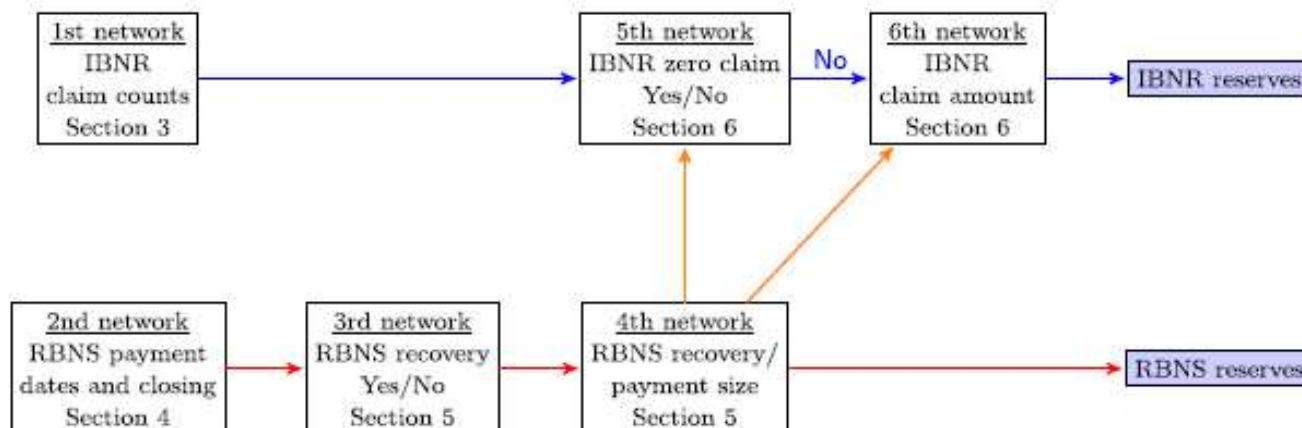 1st network
IBNR
claim counts
Section 3
5th network
IBNR zero claim
Yes/No
Section 6
No
6th network
IBNR
claim amount
Section 6
IBNR reserves
2nd network
RBNS payment
dates and closing
Section 4
3rd network
RBNS recovery
Yes/No
Section 5
4th network
RBNS recovery/
payment size
Section 5
RBNS reserves